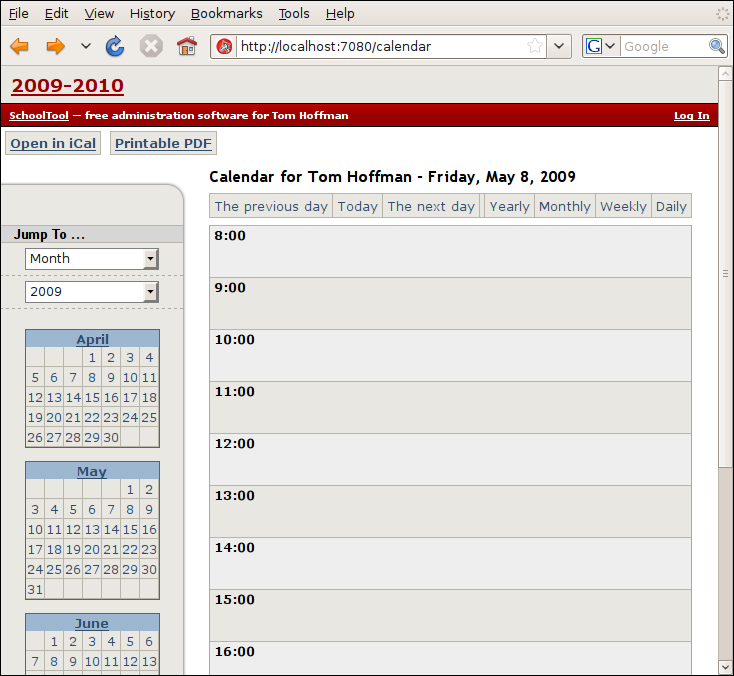 File Edit View History Bookmarks Tools Help
http://localhost:7080/calendar G Google
2009-2010
SchoolTool — free administration software for Tom Hoffman Log In
Open in iCal Printable PDF
Calendar for Tom Hoffman - Friday, May 8, 2009
The previous day Today The next day Yearly Monthly Weekly Daily
Jump To ...
Month
2009
April
1 2 3 4
5 6 7 8 9 10 11
12 13 14 15 16 17 18
19 20 21 22 23 24 25
26 27 28 29 30
May
1 2
3 4 5 6 7 8 9
10 11 12 13 14 15 16
17 18 19 20 21 22 23
24 25 26 27 28 29 30
31
June
1 2 3 4 5 6
7 8 9 10 11 12 13
8:00
9:00
10:00
11:00
12:00
13:00
14:00
15:00
16:00